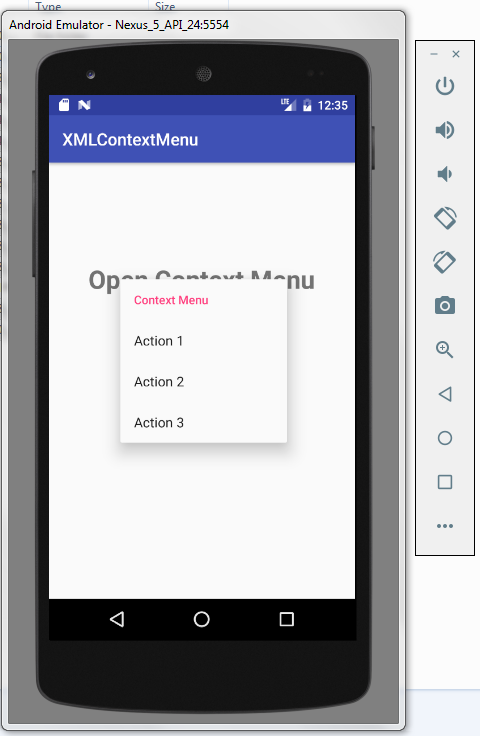 Type
Size
Android Emulator - Nexus_5_API_24:5554
LTE
12:35
XMLContextMenu
Open Context Menu
Context Menu
Action 1
Action 2
Action 3